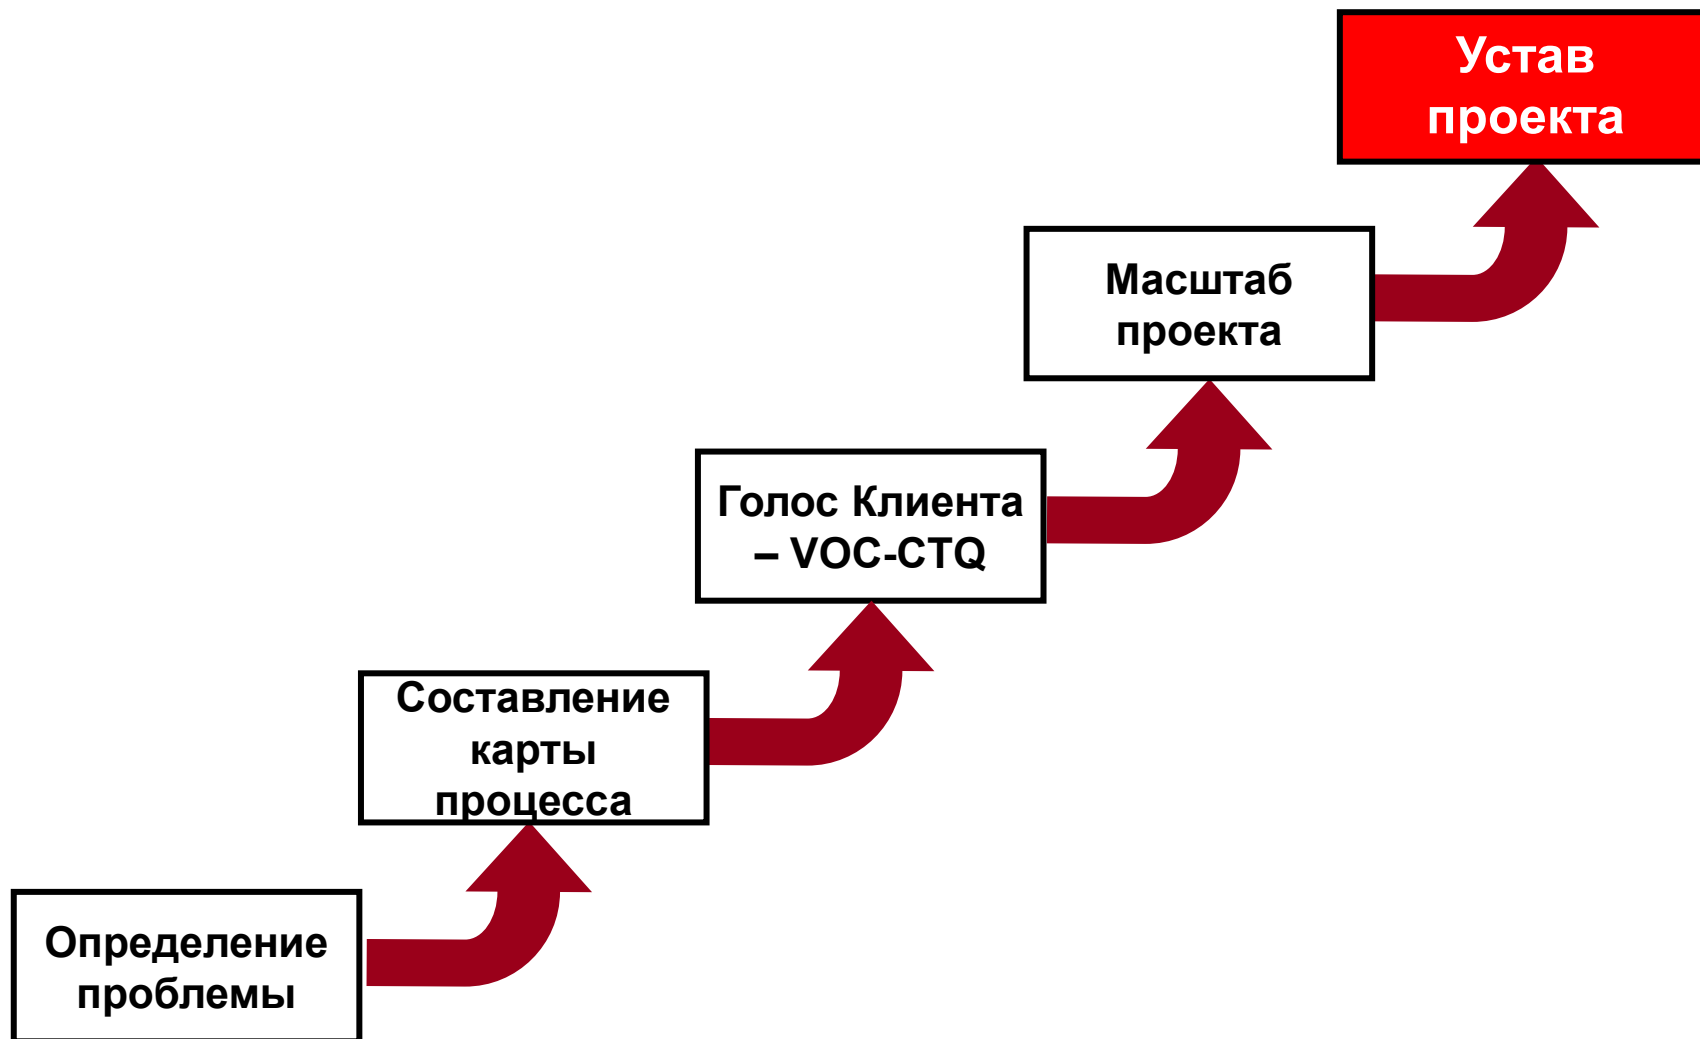 Устав
проекта
Масштаб
проекта
Голос Клиента
– VOC-CTQ
Составление
карты
процесса
Определение
проблемы